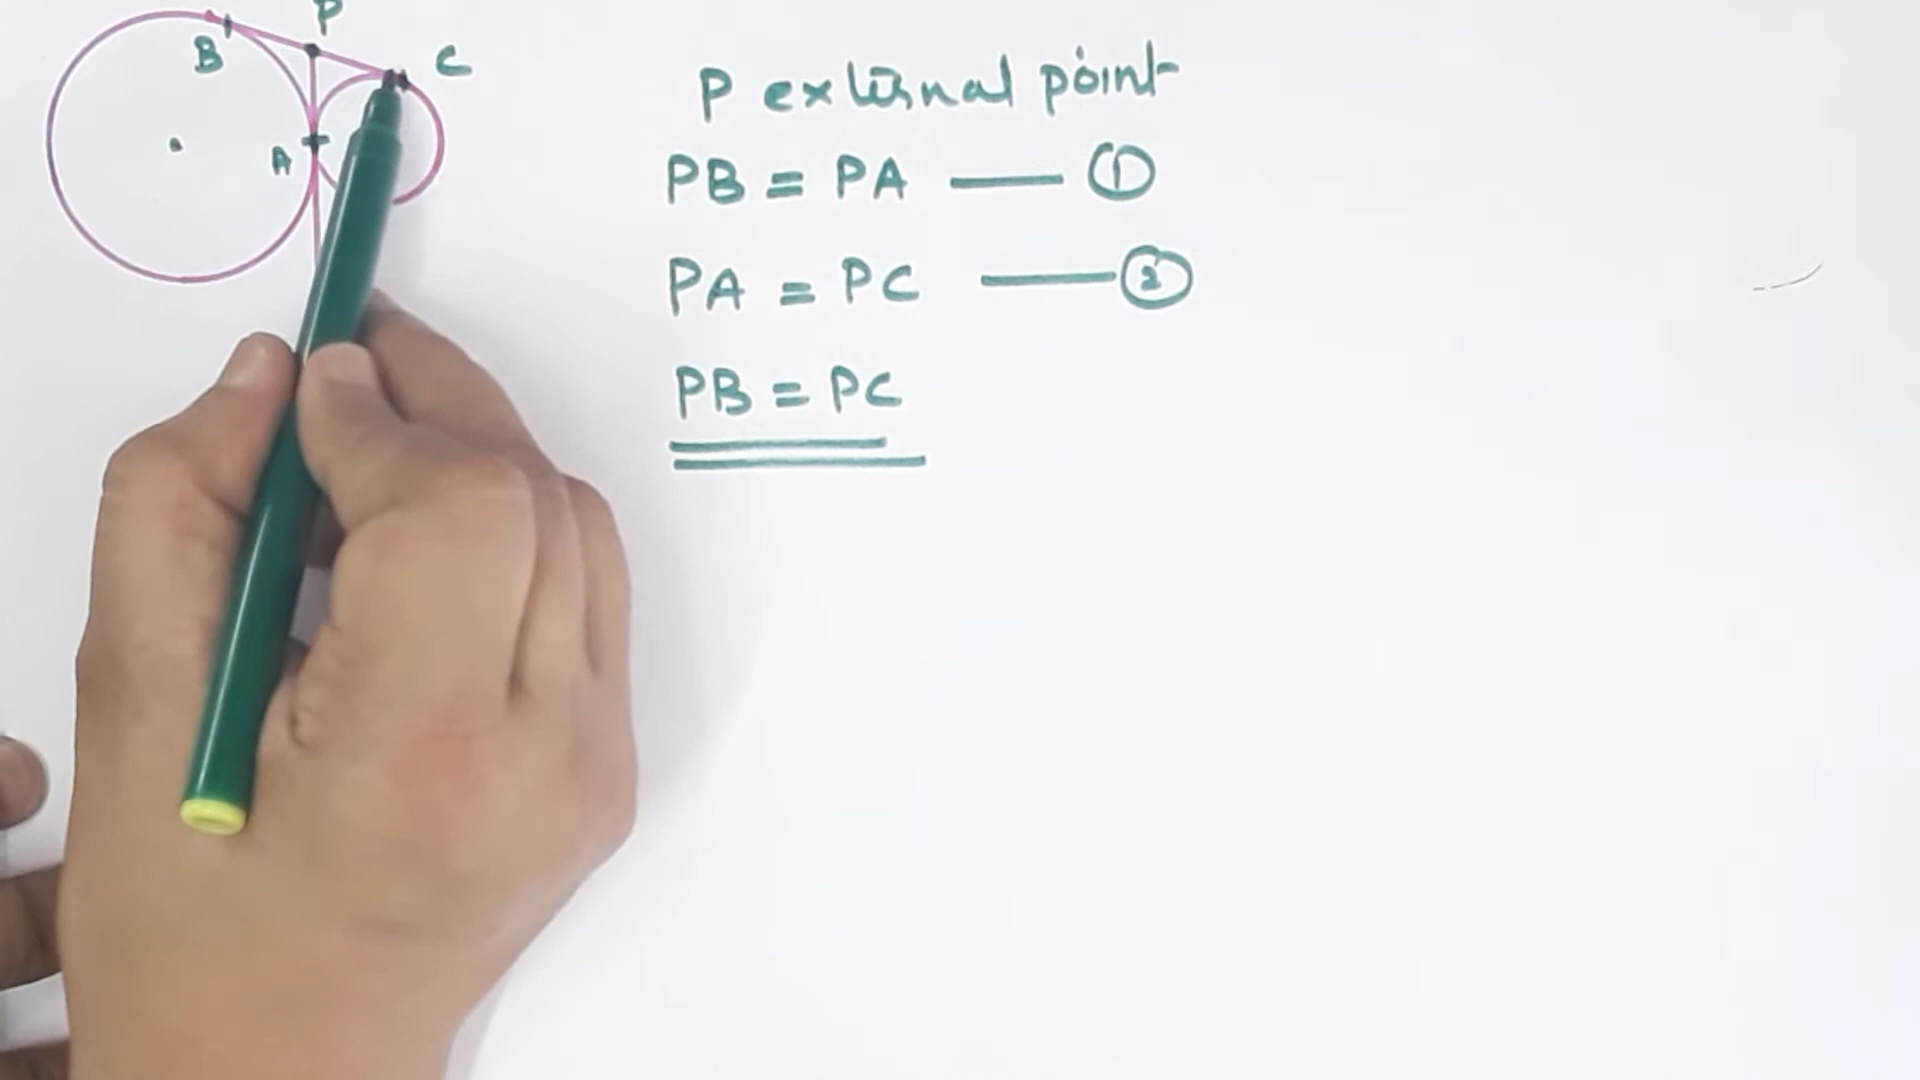 P
B
C
A
P external point
PB = PA —— ①
PA = PC —— ②
PB = PC